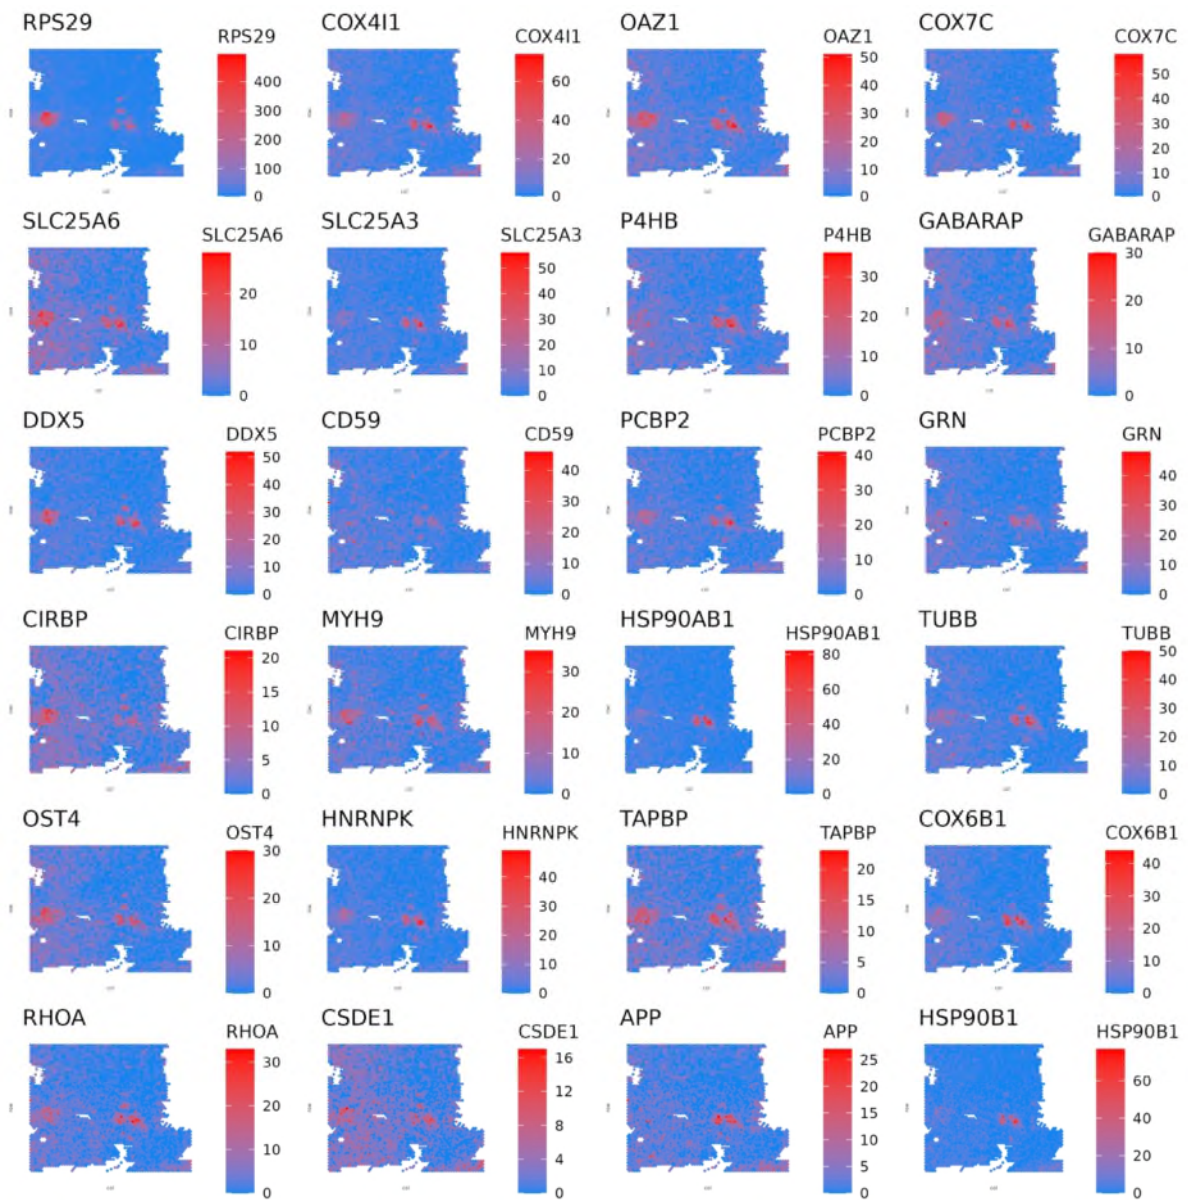 RPS29 COX4I1 OAZ1 COX7C
RPS29 COX4I1 OAZ1 COX7C
400 300 200 100 0
60 40 20 0
50 40 30 20 10 0
50 40 30 20 10 0
SLC25A6 SLC25A3 P4HB GABARAP
SLC25A6 SLC25A3 P4HB GABARAP
20 10 0
50 40 30 20 10 0
30 20 10 0
30 20 10 0
DDX5 CD59 PCBP2 GRN
DDX5 CD59 PCBP2 GRN
50 40 30 20 10 0
40 30 20 10 0
40 30 20 10 0
40 30 20 10 0
CIRBP MYH9 HSP90AB1 TUBB
CIRBP MYH9 HSP90AB1 TUBB
20 15 10 5 0
30 20 10 0
80 60 40 20 0
50 40 30 20 10 0
OST4 HNRNPK TAPBP COX6B1
OST4 HNRNPK TAPBP COX6B1
30 20 10 0
40 30 20 10 0
20 15 10 5 0
40 30 20 10 0
RHOA CSDE1 APP HSP90B1
RHOA CSDE1 APP HSP90B1
30 20 10 0
16 12 8 4 0
25 20 15 10 5 0
60 40 20 0